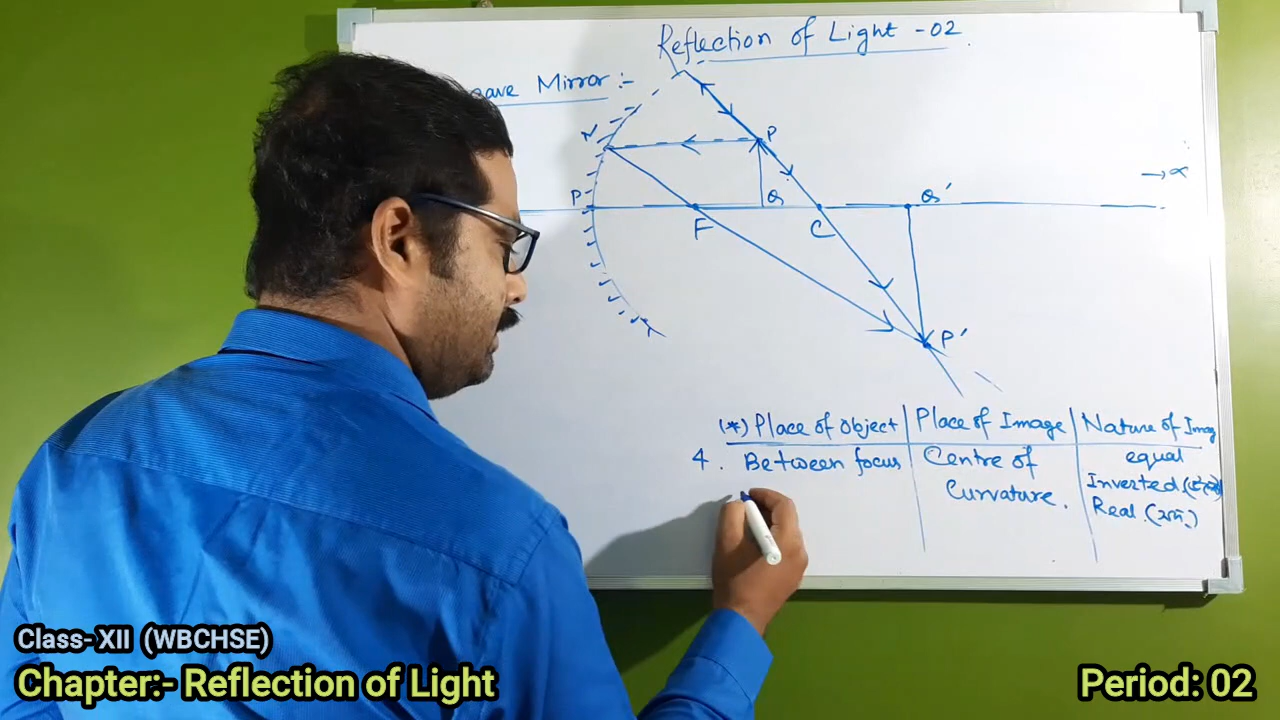 Reflection of Light -02
Mirror :-
N
P
P
Q
Q'
→ ∝
F
C
P'
(*) Place of Object | Place of Image | Nature of Imag
4. Between focus
Centre of
Curvature.
equal
Inverted
Real.
Class- XII (WBCHSE)
Chapter:- Reflection of Light
Period: 02